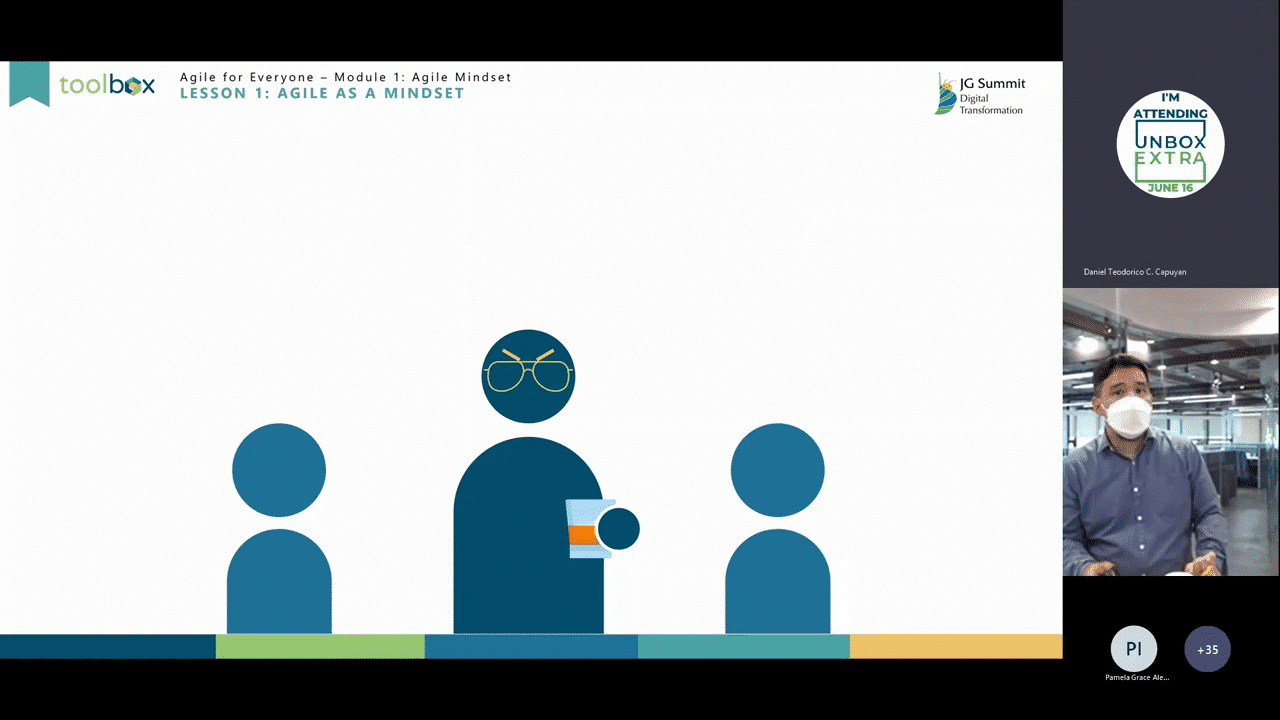 toolbox
Agile for Everyone – Module 1: Agile Mindset
LESSON 1: AGILE AS A MINDSET
JG Summit
Digital
Transformation
I'M
ATTENDING
UNBOX
EXTRA
JUNE 16
Daniel Teodorico C. Capuyan
PI
Pamela Grace Ale...
+35